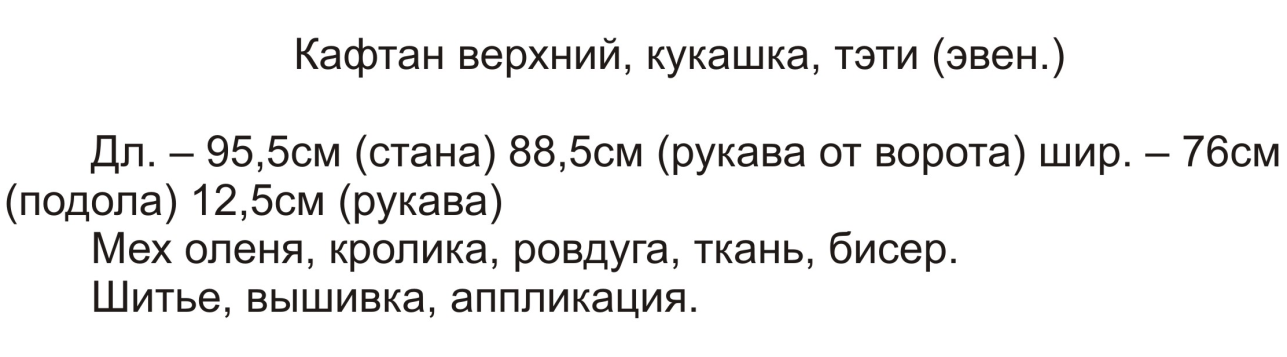 Кафтан верхний, кукашка, тэти (эвен.)
Дл. – 95,5см (стана) 88,5см (рукава от ворота) шир. – 76см
(подола) 12,5см (рукава)
Мех оленя, кролика, ровдуга, ткань, бисер.
Шитье, вышивка, аппликация.